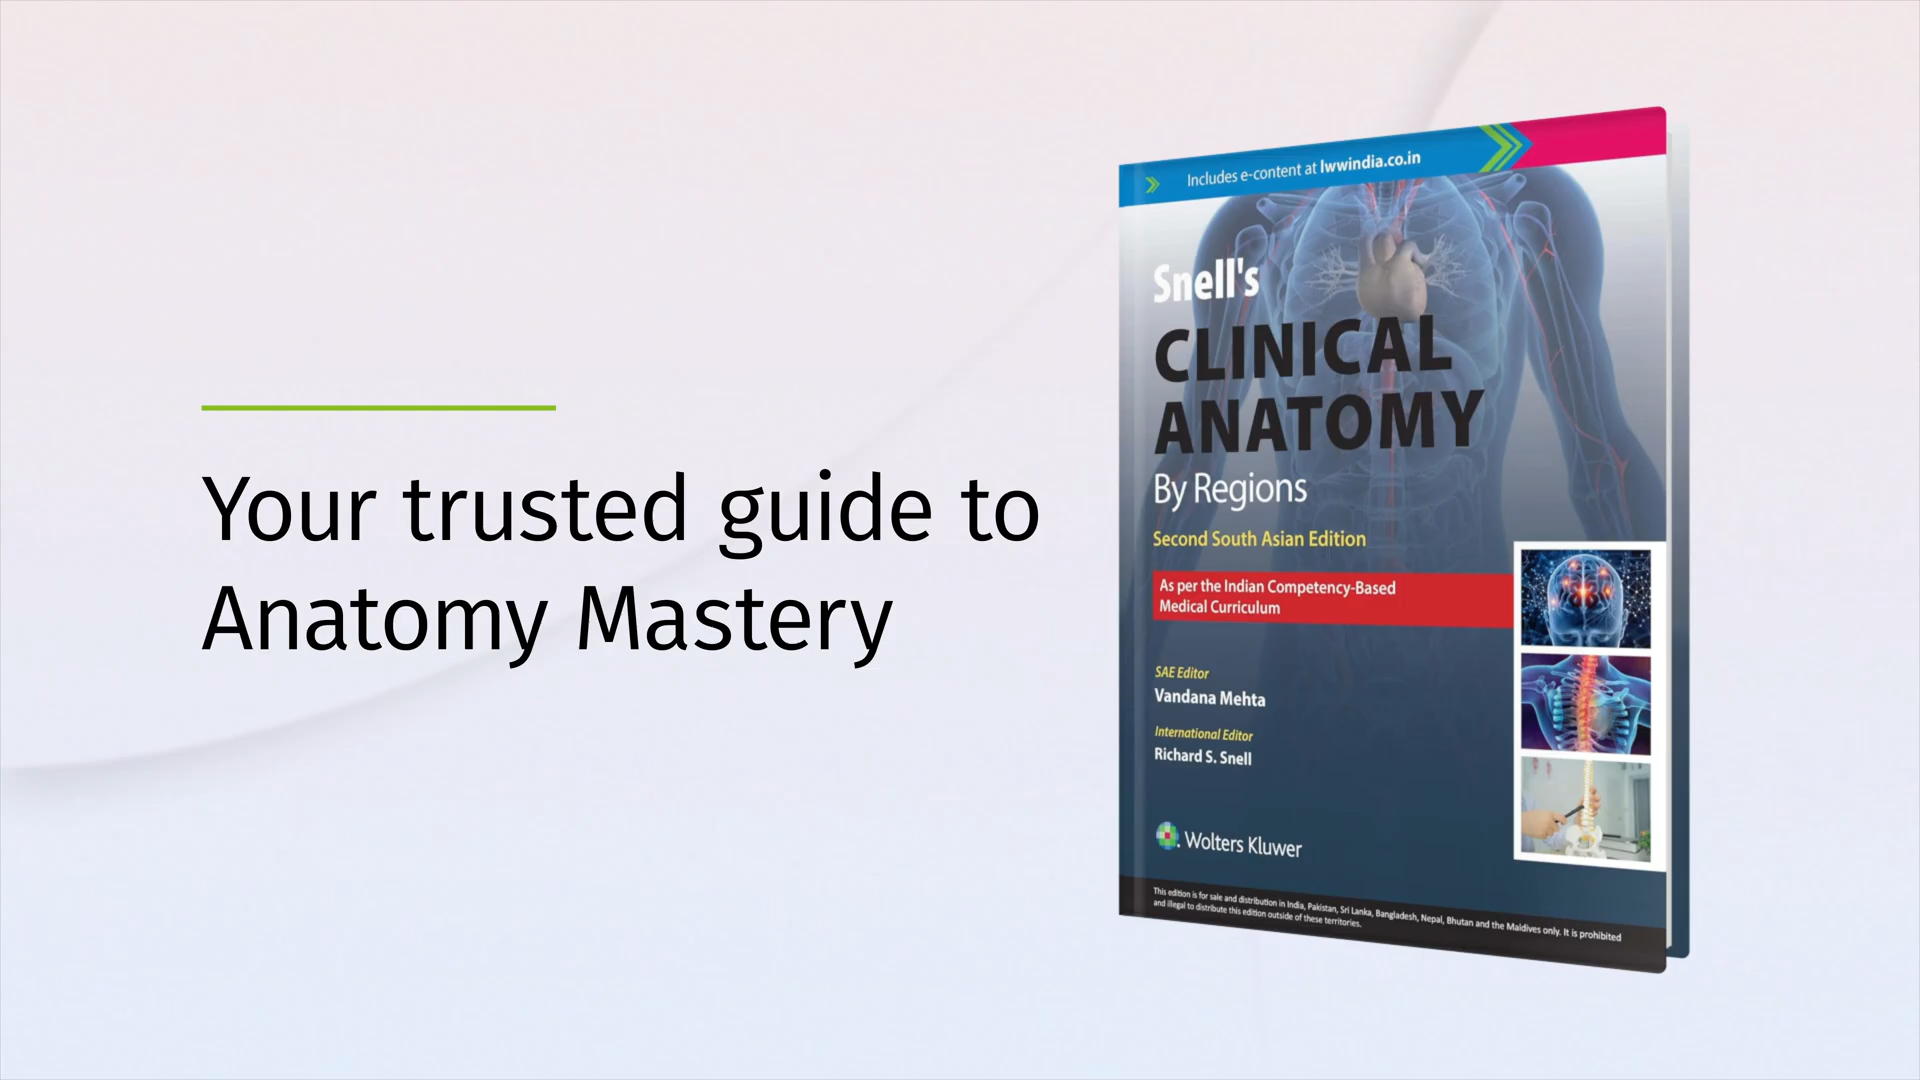 Your trusted guide to
Anatomy Mastery
Includes e-content at lwwindia.co.in
Snell's
CLINICAL
ANATOMY
By Regions
Second South Asian Edition
As per the Indian Competency-Based
Medical Curriculum
SAE Editor
Vandana Mehta
International Editor
Richard S. Snell
Wolters Kluwer
This edition is for sale and distribution in India, Pakistan, Sri Lanka, Bangladesh, Nepal, Bhutan and the Maldives only. It is prohibited
and illegal to distribute this edition outside of these territories.